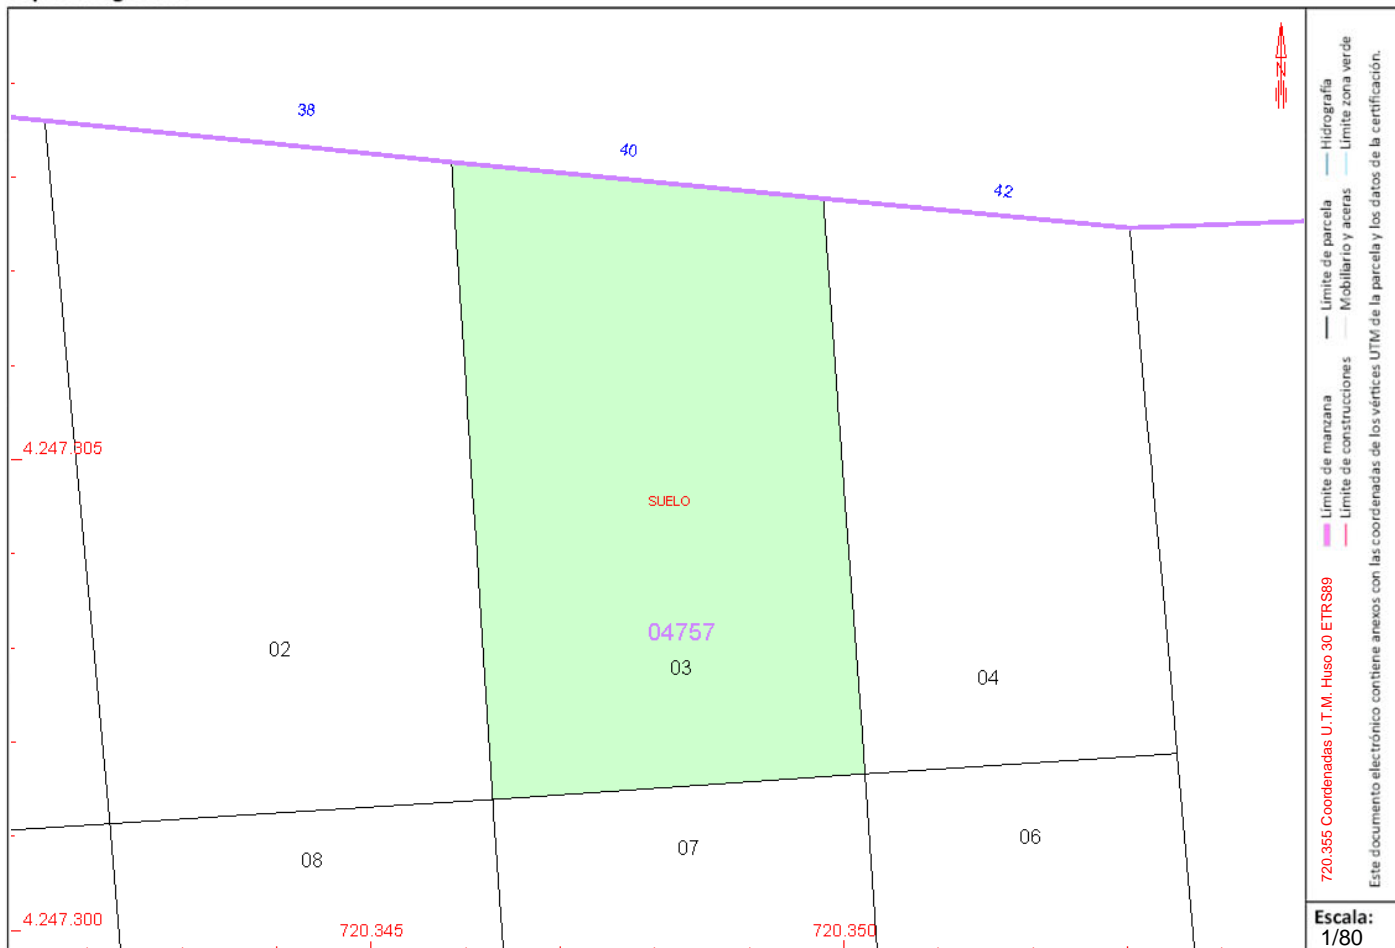 38
40
42
N
4.247.305
SUELO
04757
02
03
04
08
07
06
4.247.300
720.345
720.350
Hidrografía
Límite zona verde
Límite de parcela
Mobiliario y aceras
Límite de manzana
Límite de construcciones
720.355 Coordenadas U.T.M. Huso 30 ETRS89
Este documento electrónico contiene anexos con las coordenadas de los vértices UTM de la parcela y los datos de la certificación.
Escala:
1/80